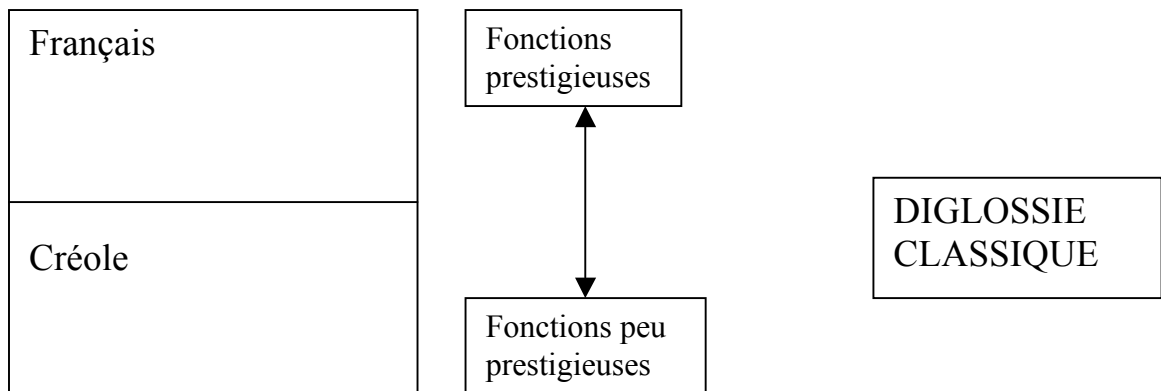 Français
Fonctions
prestigieuses
DIGLOSSIE
CLASSIQUE
Créole
Fonctions peu
prestigieuses